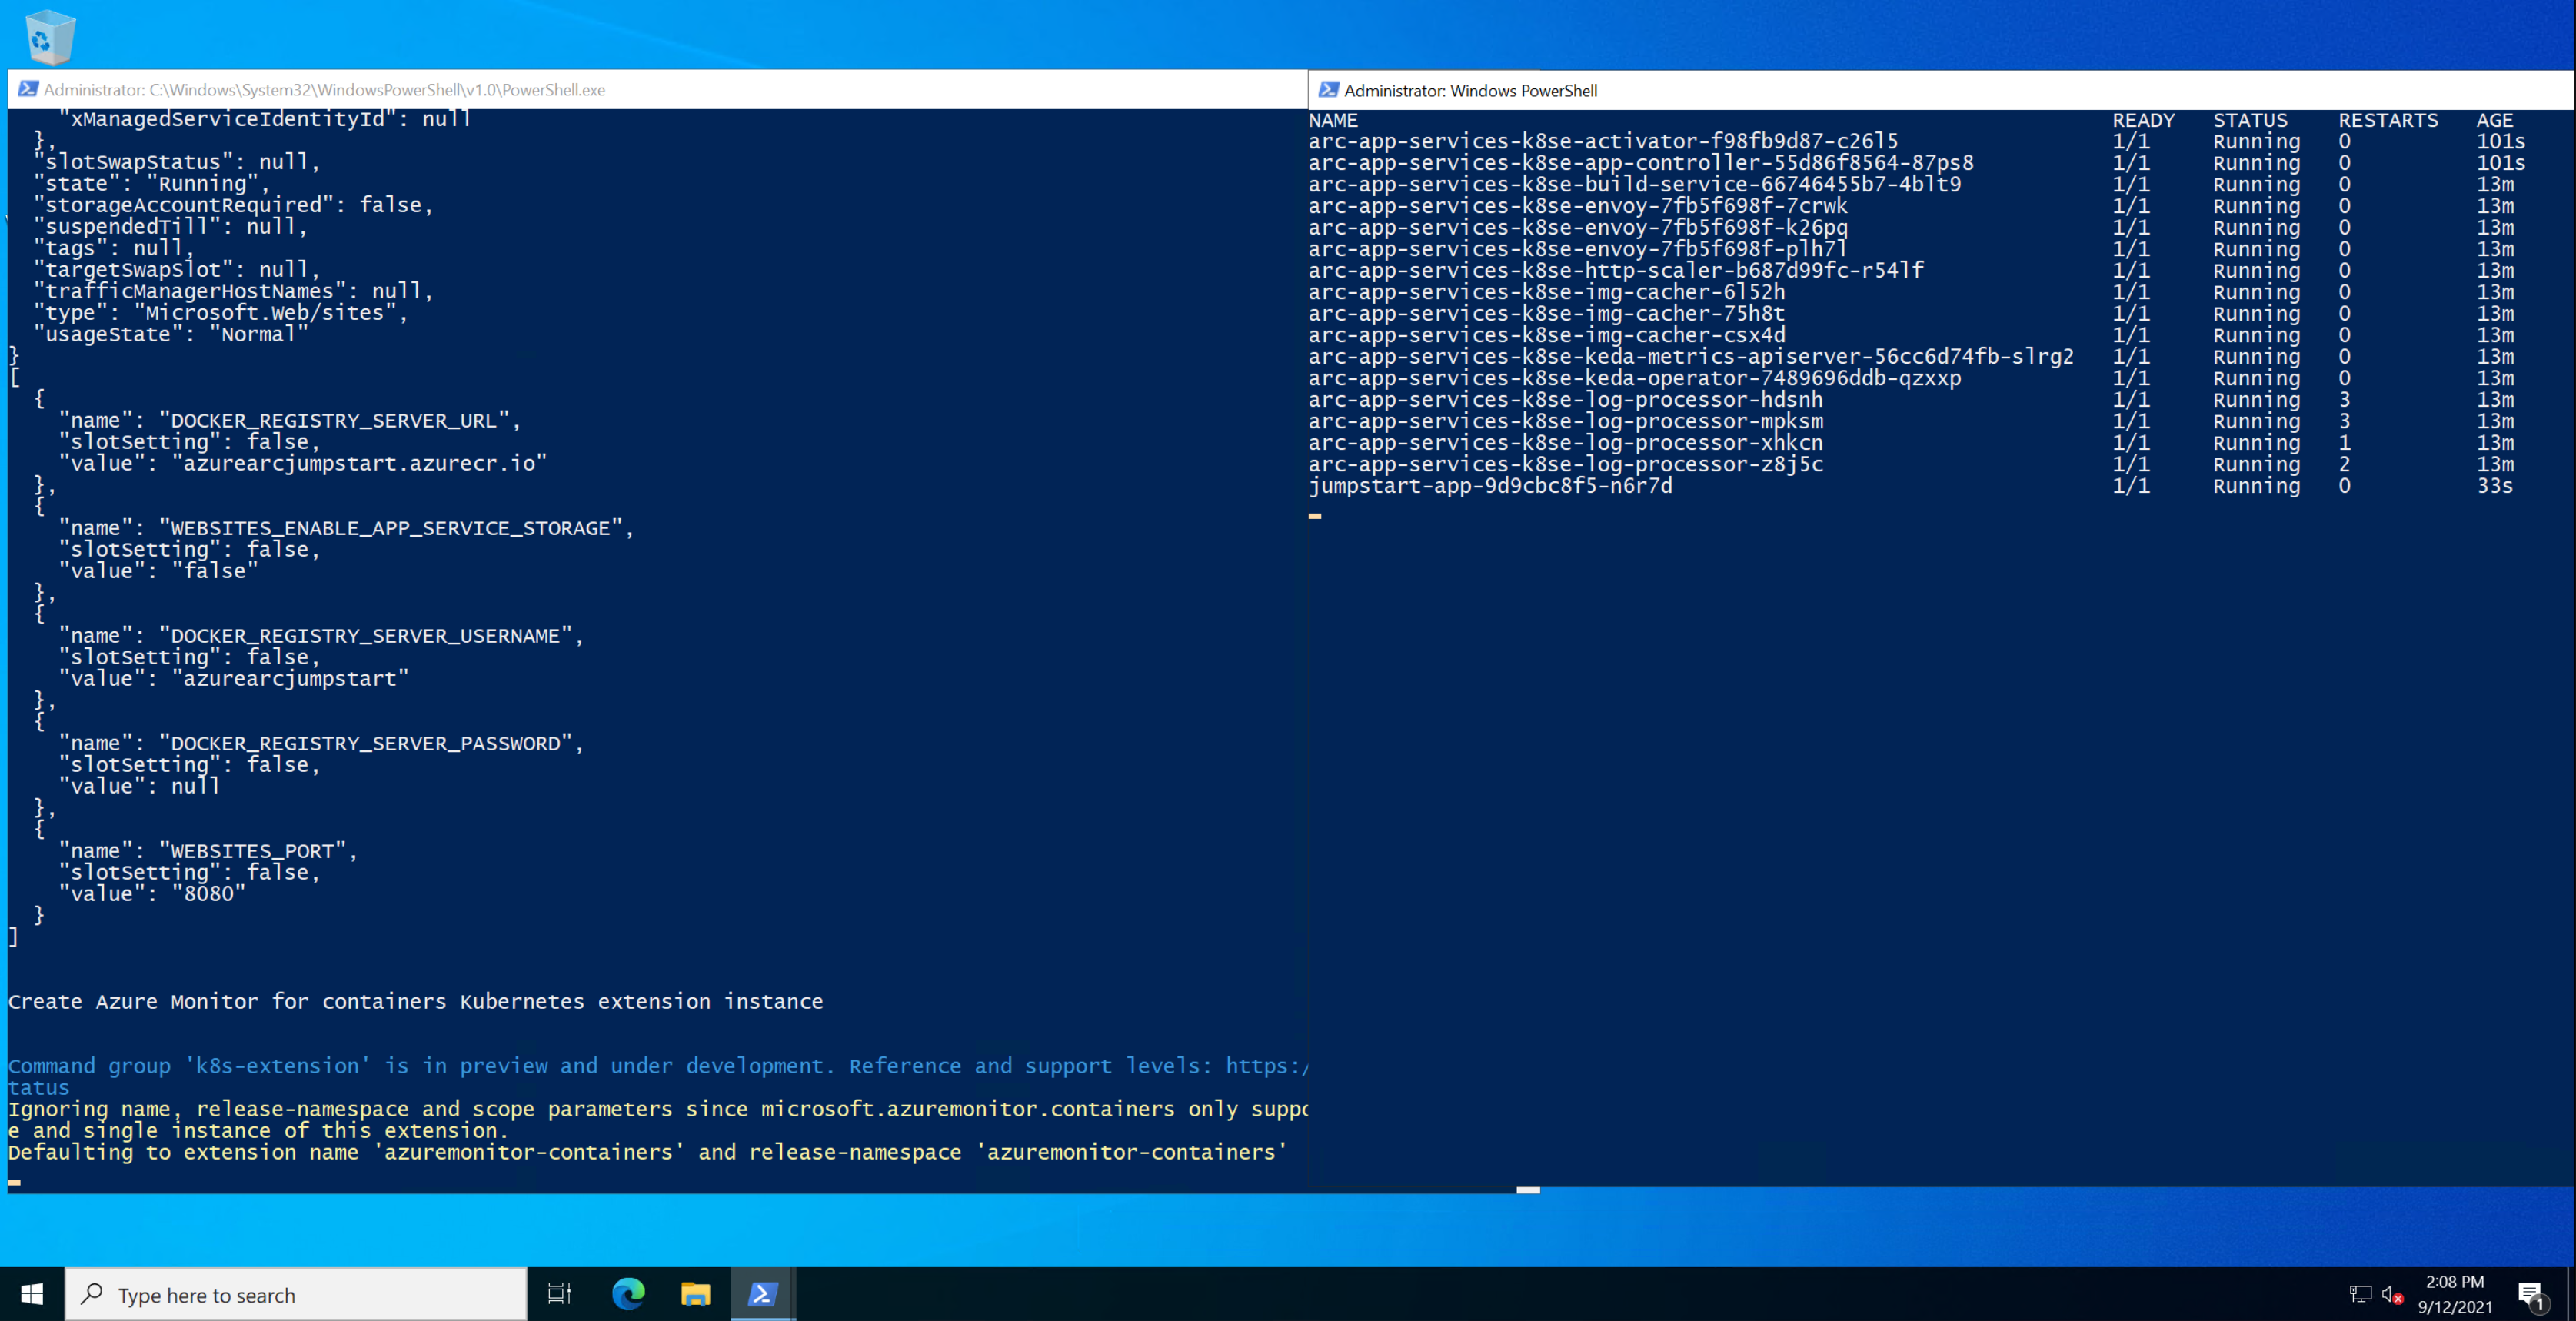 Administrator: C:\Windows\System32\WindowsPowerShell\v1.0\PowerShell.exe
"xManagedServiceIdentityId": null
},
"slotSwapStatus": null,
"state": "Running",
"storageAccountRequired": false,
"suspendedTill": null,
"tags": null,
"targetSwapSlot": null,
"trafficManagerHostNames": null,
"type": "Microsoft.Web/sites",
"usageState": "Normal"
}
[
{
"name": "DOCKER_REGISTRY_SERVER_URL",
"slotSetting": false,
"value": "azurearcjumpstart.azurecr.io"
},
{
"name": "WEBSITES_ENABLE_APP_SERVICE_STORAGE",
"slotSetting": false,
"value": "false"
},
{
"name": "DOCKER_REGISTRY_SERVER_USERNAME",
"slotSetting": false,
"value": "azurearcjumpstart"
},
{
"name": "DOCKER_REGISTRY_SERVER_PASSWORD",
"slotSetting": false,
"value": null
},
{
"name": "WEBSITES_PORT",
"slotSetting": false,
"value": "8080"
}
]
Create Azure Monitor for containers Kubernetes extension instance
Command group 'k8s-extension' is in preview and under development. Reference and support levels: https:/
tatus
Ignoring name, release-namespace and scope parameters since microsoft.azuremonitor.containers only suppo
e and single instance of this extension.
Defaulting to extension name 'azuremonitor-containers' and release-namespace 'azuremonitor-containers'
Administrator: Windows PowerShell
NAME READY STATUS RESTARTS AGE
arc-app-services-k8se-activator-f98fb9d87-c26l5 1/1 Running 0 101s
arc-app-services-k8se-app-controller-55d86f8564-87ps8 1/1 Running 0 101s
arc-app-services-k8se-build-service-66746455b7-4blt9 1/1 Running 0 13m
arc-app-services-k8se-envoy-7fb5f698f-7crwk 1/1 Running 0 13m
arc-app-services-k8se-envoy-7fb5f698f-k26pq 1/1 Running 0 13m
arc-app-services-k8se-envoy-7fb5f698f-plh7l 1/1 Running 0 13m
arc-app-services-k8se-http-scaler-b687d99fc-r54lf 1/1 Running 0 13m
arc-app-services-k8se-img-cacher-6l52h 1/1 Running 0 13m
arc-app-services-k8se-img-cacher-75h8t 1/1 Running 0 13m
arc-app-services-k8se-img-cacher-csx4d 1/1 Running 0 13m
arc-app-services-k8se-keda-metrics-apiserver-56cc6d74fb-slrg2 1/1 Running 0 13m
arc-app-services-k8se-keda-operator-7489696ddb-qzxxp 1/1 Running 0 13m
arc-app-services-k8se-log-processor-hdsnh 1/1 Running 3 13m
arc-app-services-k8se-log-processor-mpksm 1/1 Running 3 13m
arc-app-services-k8se-log-processor-xhkcn 1/1 Running 1 13m
arc-app-services-k8se-log-processor-z8j5c 1/1 Running 2 13m
jumpstart-app-9d9cbc8f5-n6r7d 1/1 Running 0 33s
Type here to search
2:08 PM
9/12/2021
1